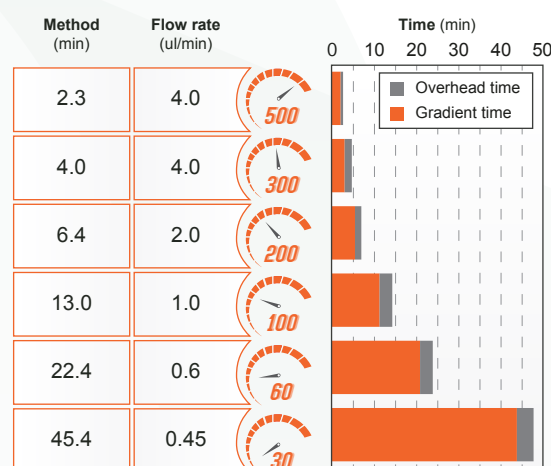 Method Flow rate Time (min)
(min) (ul/min)
0 10 20 30 40 50
Overhead time
Gradient time
2.3 4.0 500
4.0 4.0 300
6.4 2.0 200
13.0 1.0 100
22.4 0.6 60
45.4 0.45 30